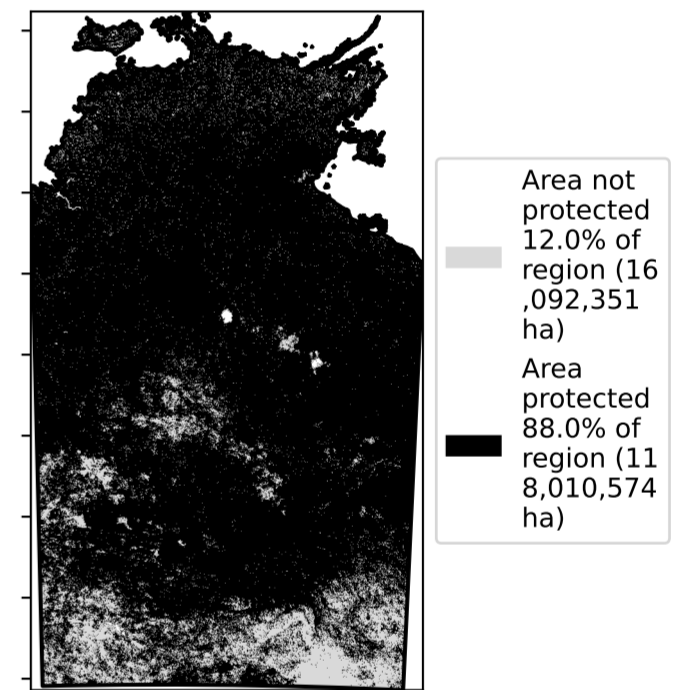 Area not
protected
12.0% of
region (16
,092,351
ha)
Area
protected
88.0% of
region (11
8,010,574
ha)